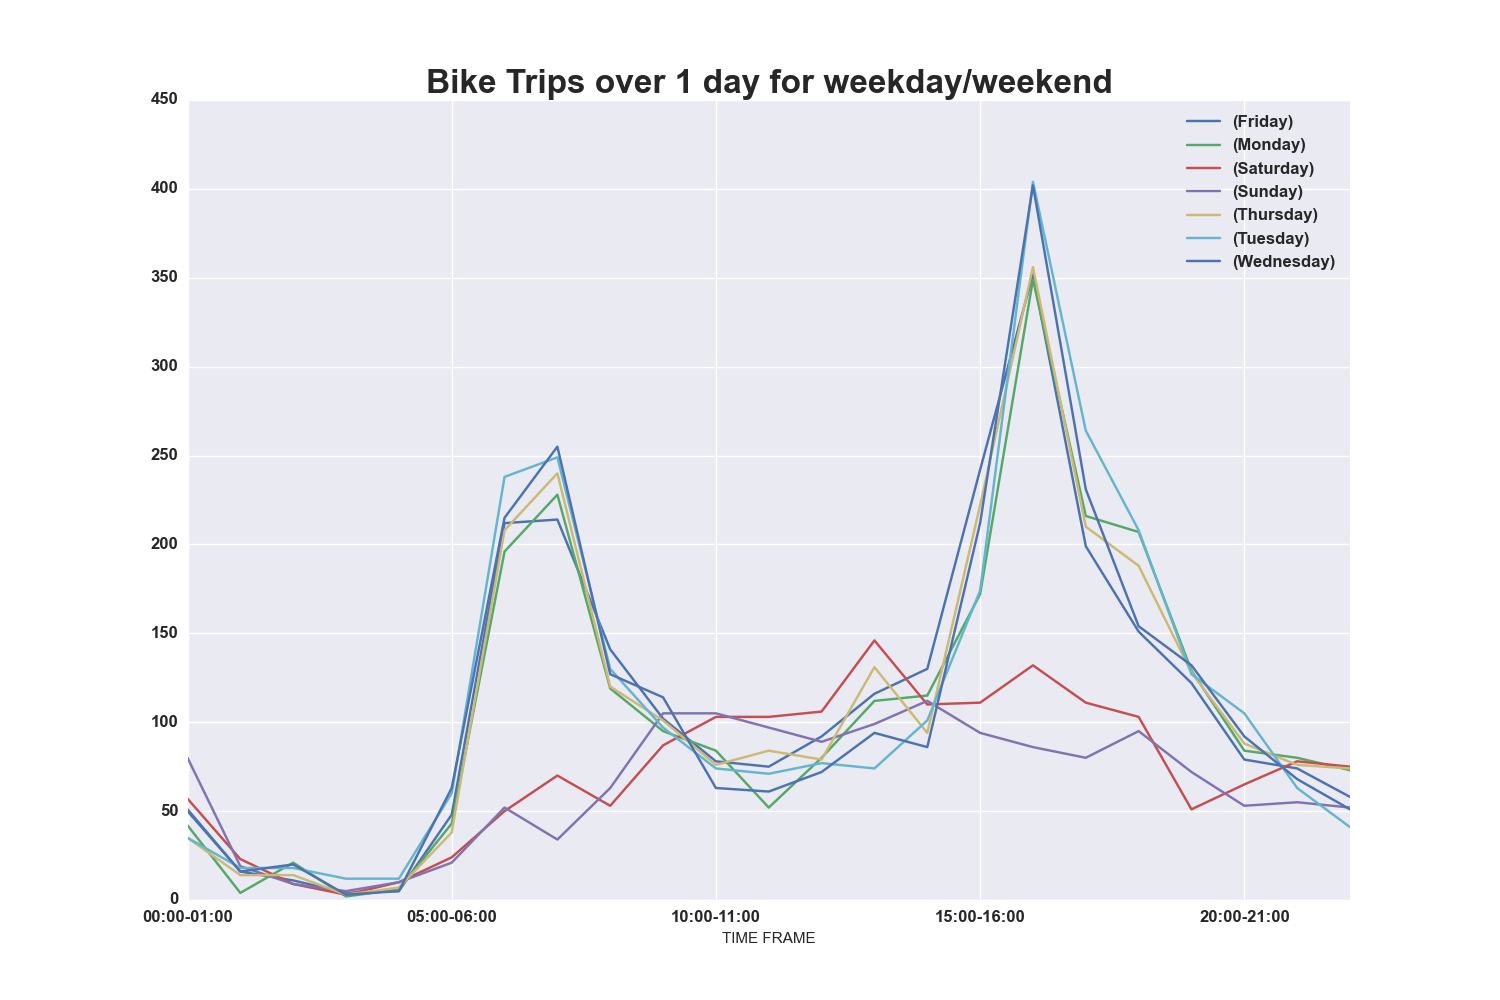 Bike Trips over 1 day for weekday/weekend
450
400
350
300
250
200
150
100
50
0
(Friday)
(Monday)
(Saturday)
(Sunday)
(Thursday)
(Tuesday)
(Wednesday)
00:00-01:00 05:00-06:00 10:00-11:00 15:00-16:00 20:00-21:00
TIME FRAME